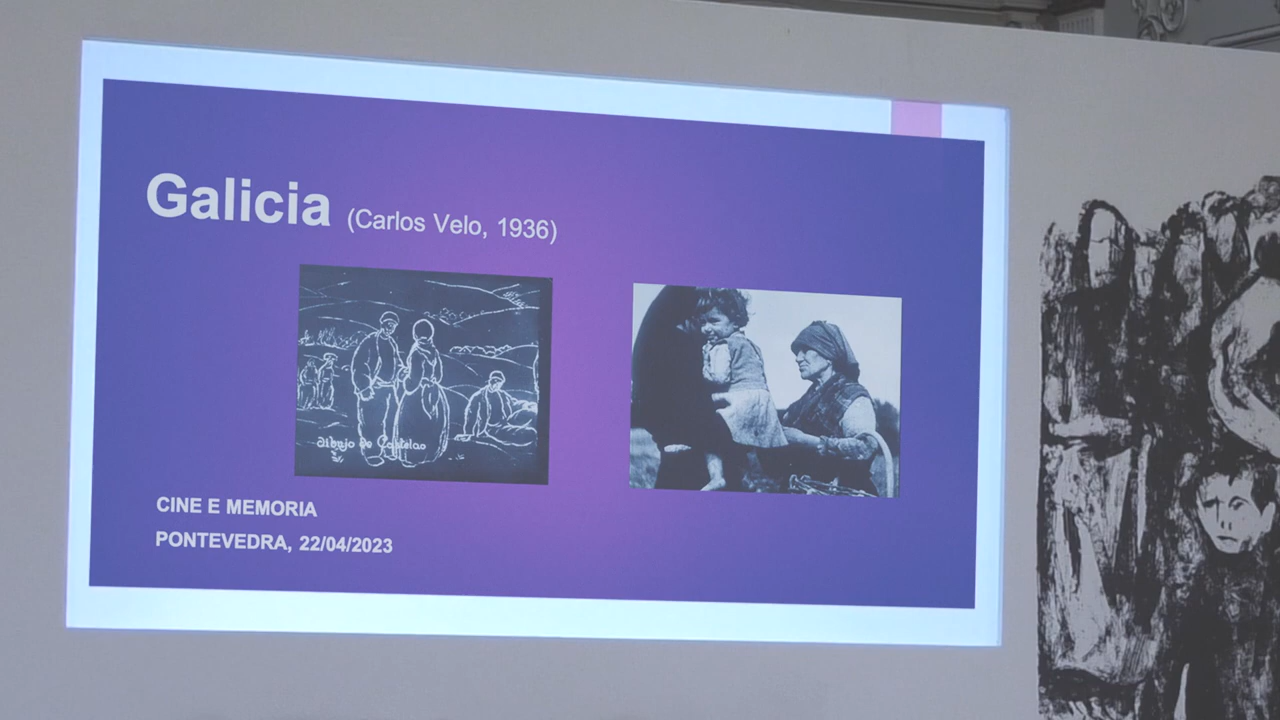 Galicia (Carlos Velo, 1936)
dibujo de Castelao
CINE E MEMORIA
PONTEVEDRA, 22/04/2023